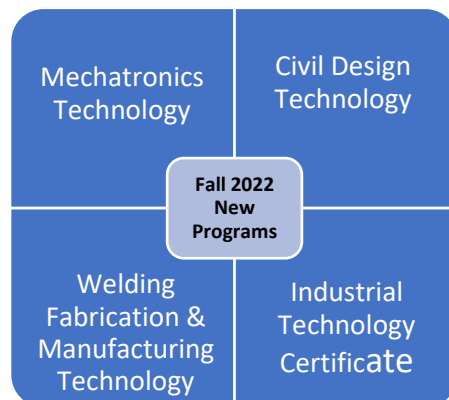 Mechatronics
Technology
Civil Design
Technology
Fall 2022
New
Programs
Welding
Fabrication &
Manufacturing
Technology
Industrial
Technology
Certificate